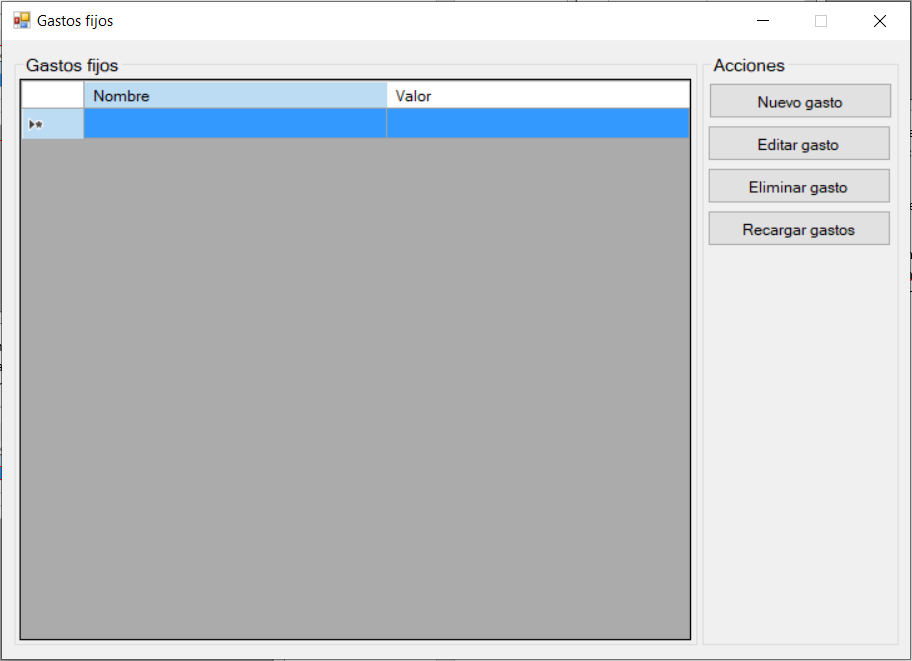 Gastos fijos
Gastos fijos
Nombre Valor
Acciones
Nuevo gasto
Editar gasto
Eliminar gasto
Recargar gastos